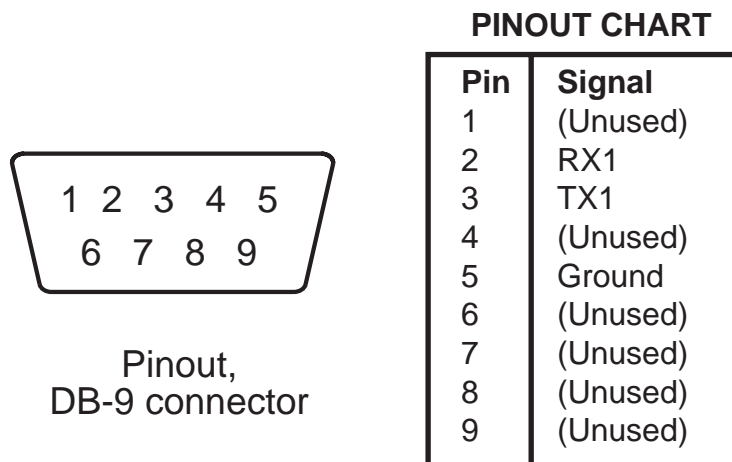 PINOUT CHART
Pin Signal
1 (Unused)
2 RX1
3 TX1
4 (Unused)
5 Ground
6 (Unused)
7 (Unused)
8 (Unused)
9 (Unused)
1 2 3 4 5
6 7 8 9
Pinout,
DB-9 connector